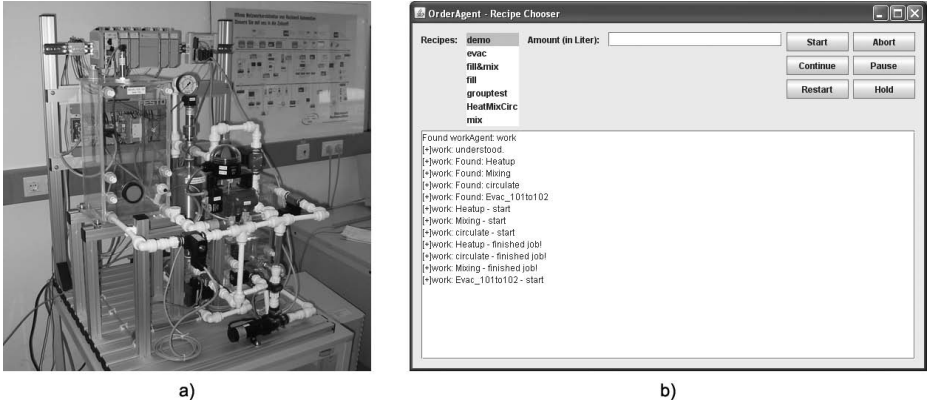 OrderAgent - Recipe Chooser
Recipes: demo Amount (in Liter): Start Abort
evac
fill&mix Continue Pause
fill
grouptest Restart Hold
HeatMixCirc
mix
Found workAgent: work
[+]work: understood.
[+]work: Found: Heatup
[+]work: Found: Mixing
[+]work: Found: circulate
[+]work: Found: Evac_101to102
[+]work: Heatup - start
[+]work: Mixing - start
[+]work: circulate - start
[+]work: Heatup - finished job!
[+]work: circulate - finished job!
[+]work: Mixing - finished job!
[+]work: Evac_101to102 - start
a) b)